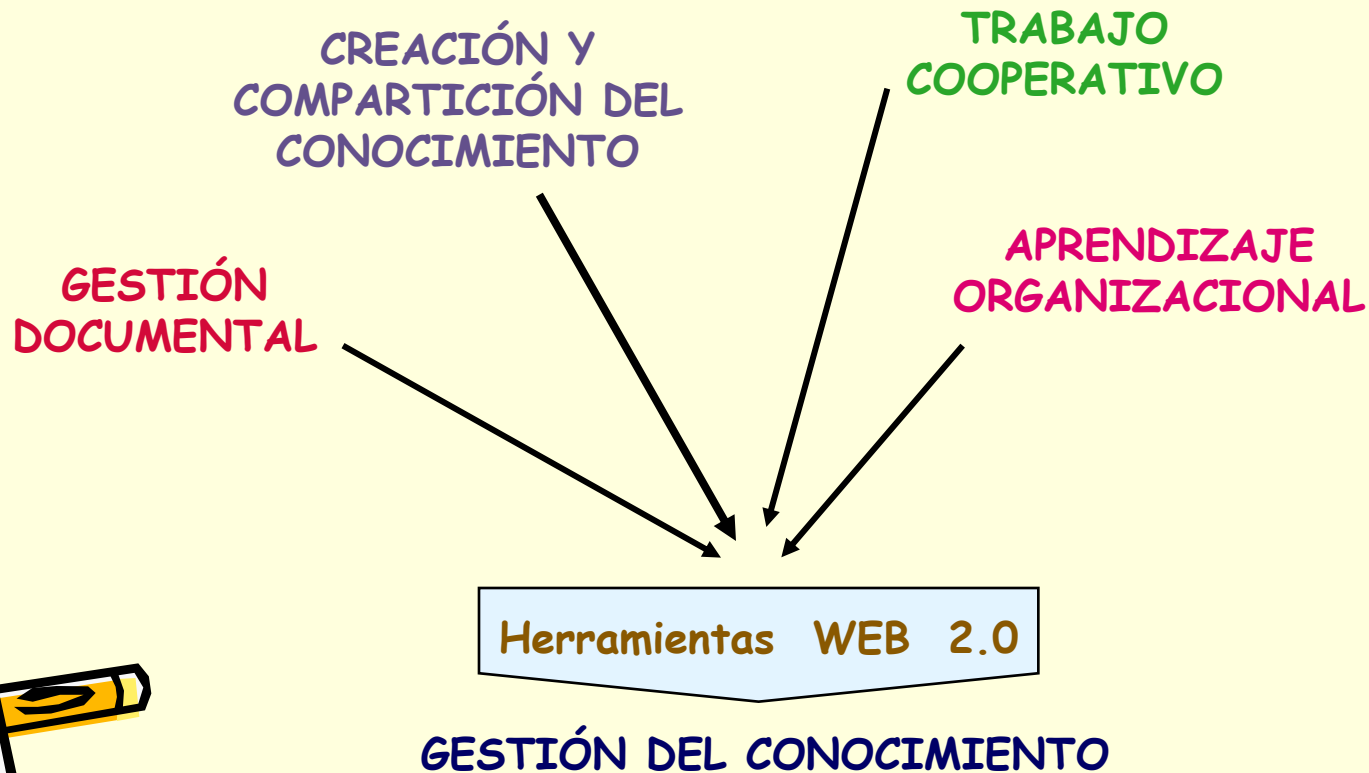 CREACIÓN Y
COMPARTICIÓN DEL
CONOCIMIENTO
TRABAJO
COOPERATIVO
GESTIÓN
DOCUMENTAL
APRENDIZAJE
ORGANIZACIONAL
Herramientas WEB 2.0
GESTIÓN DEL CONOCIMIENTO